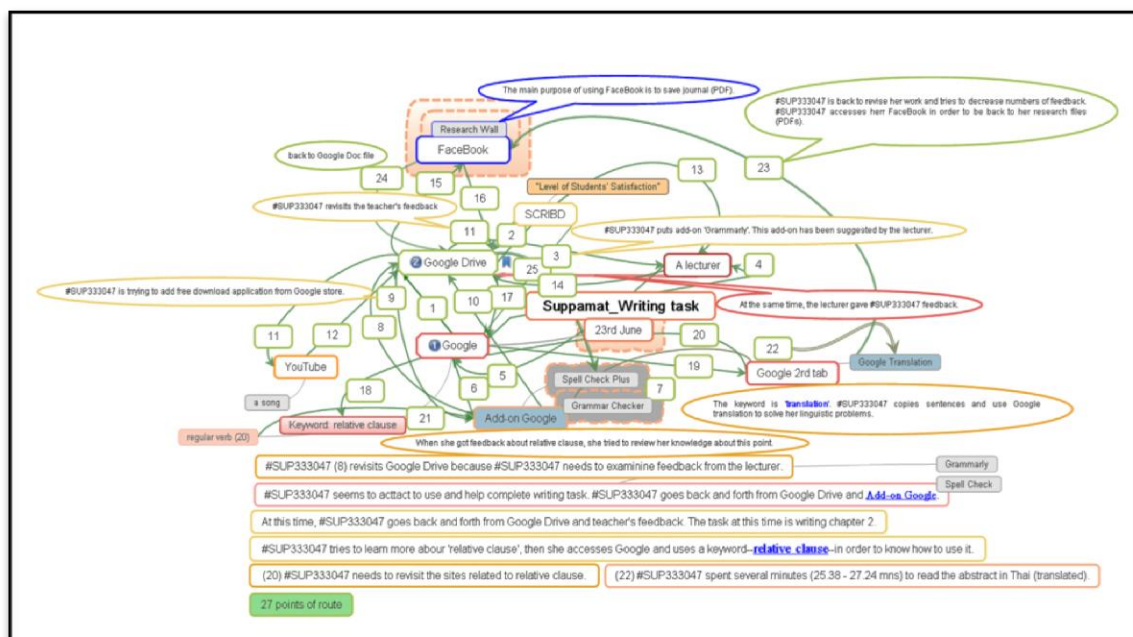 The main purpose of using FaceBook is to save journal (PDF).
#SUP333047 is back to revise her work and tries to decrease numbers of feedback.
#SUP333047 accesses herr FaceBook in order to be back to her research files
(PDFs).
Research Wall
FaceBook
back to Google Doc file
24
15
16
13
23
"Level of Students' Satisfaction"
#SUP333047 revisits the teacher's feedback
SCRIBD
11
2
#SUP333047 puts add-on 'Grammarly'. This add-on has been suggested by the lecturer.
3
2 Google Drive
25
A lecturer
4
14
#SUP333047 is tnying to add free download application from Google store.
9
1
10
17
Suppamat_Writing task
At the same time, the lecturer gave #SUP333047 feedback.
11
12
8
23rd June
20
1 Google
22
YouTube
5
19
Google 2nd tab
Google Translation
18
6
Spell Check Plus
7
a song
Grammar Checker
The keyword is 'translation'. #SUP333047 copies sentences and use Google
translation to solve her linguistic problems.
21
Add-on Google
Keyword: relative clause
regular verb (20)
When she got feedback about relative clause, she tried to review her knowledge about this point.
#SUP333047 (8) revisits Google Drive because #SUP333047 needs to examinine feedback from the lecturer.
Grammarly
Spell Check
#SUP333047 seems to acttact to use and help complete writing task. #SUP333047 goes back and forth from Google Drive and Add-on Google.
At this time, #SUP333047 goes back and forth from Google Drive and teacher's feedback. The task at this time is writing chapter 2.
#SUP333047 tries to learn more abour 'relative clause', then she accesses Google and uses a keyword--relative clause--in order to know how to use it.
(20) #SUP333047 needs to revisit the sites related to relative clause.
(22) #SUP333047 spent several minutes (25.38 - 27.24 mns) to read the abstract in Thai (translated).
27 points of route